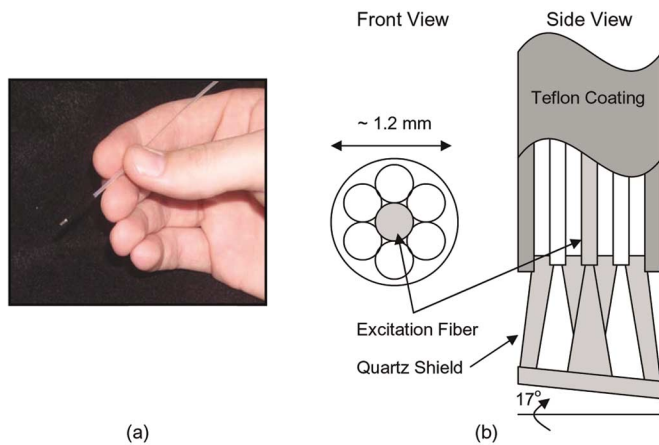 Front View
Side View
Teflon Coating
~ 1.2 mm
Excitation Fiber
Quartz Shield
17°
(a)
(b)